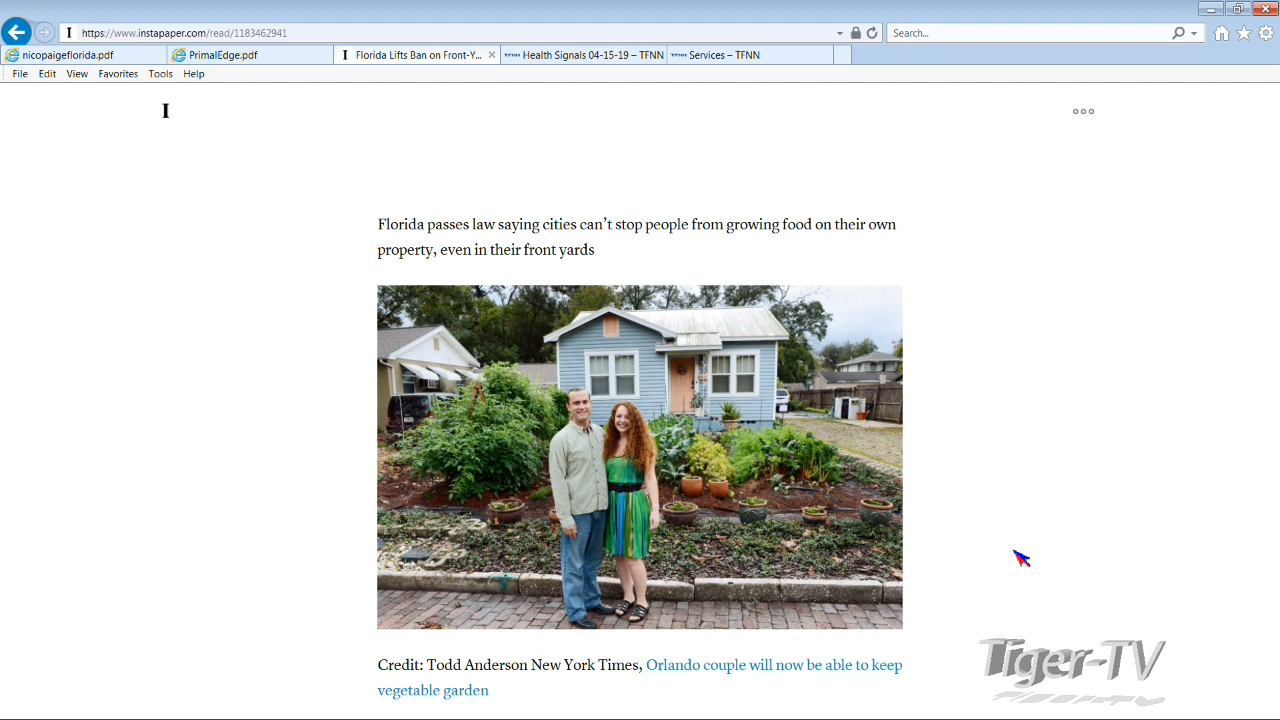 https://www.instapaper.com/read/1183462941
Search...
nicopaigeflorida.pdf
PrimalEdge.pdf
Florida Lifts Ban on Front-Y...
TFNN Health Signals 04-15-19 – TFNN
TFNN Services – TFNN
File Edit View Favorites Tools Help
I
Florida passes law saying cities can’t stop people from growing food on their own
property, even in their front yards
Credit: Todd Anderson New York Times, Orlando couple will now be able to keep
vegetable garden
Tiger-TV